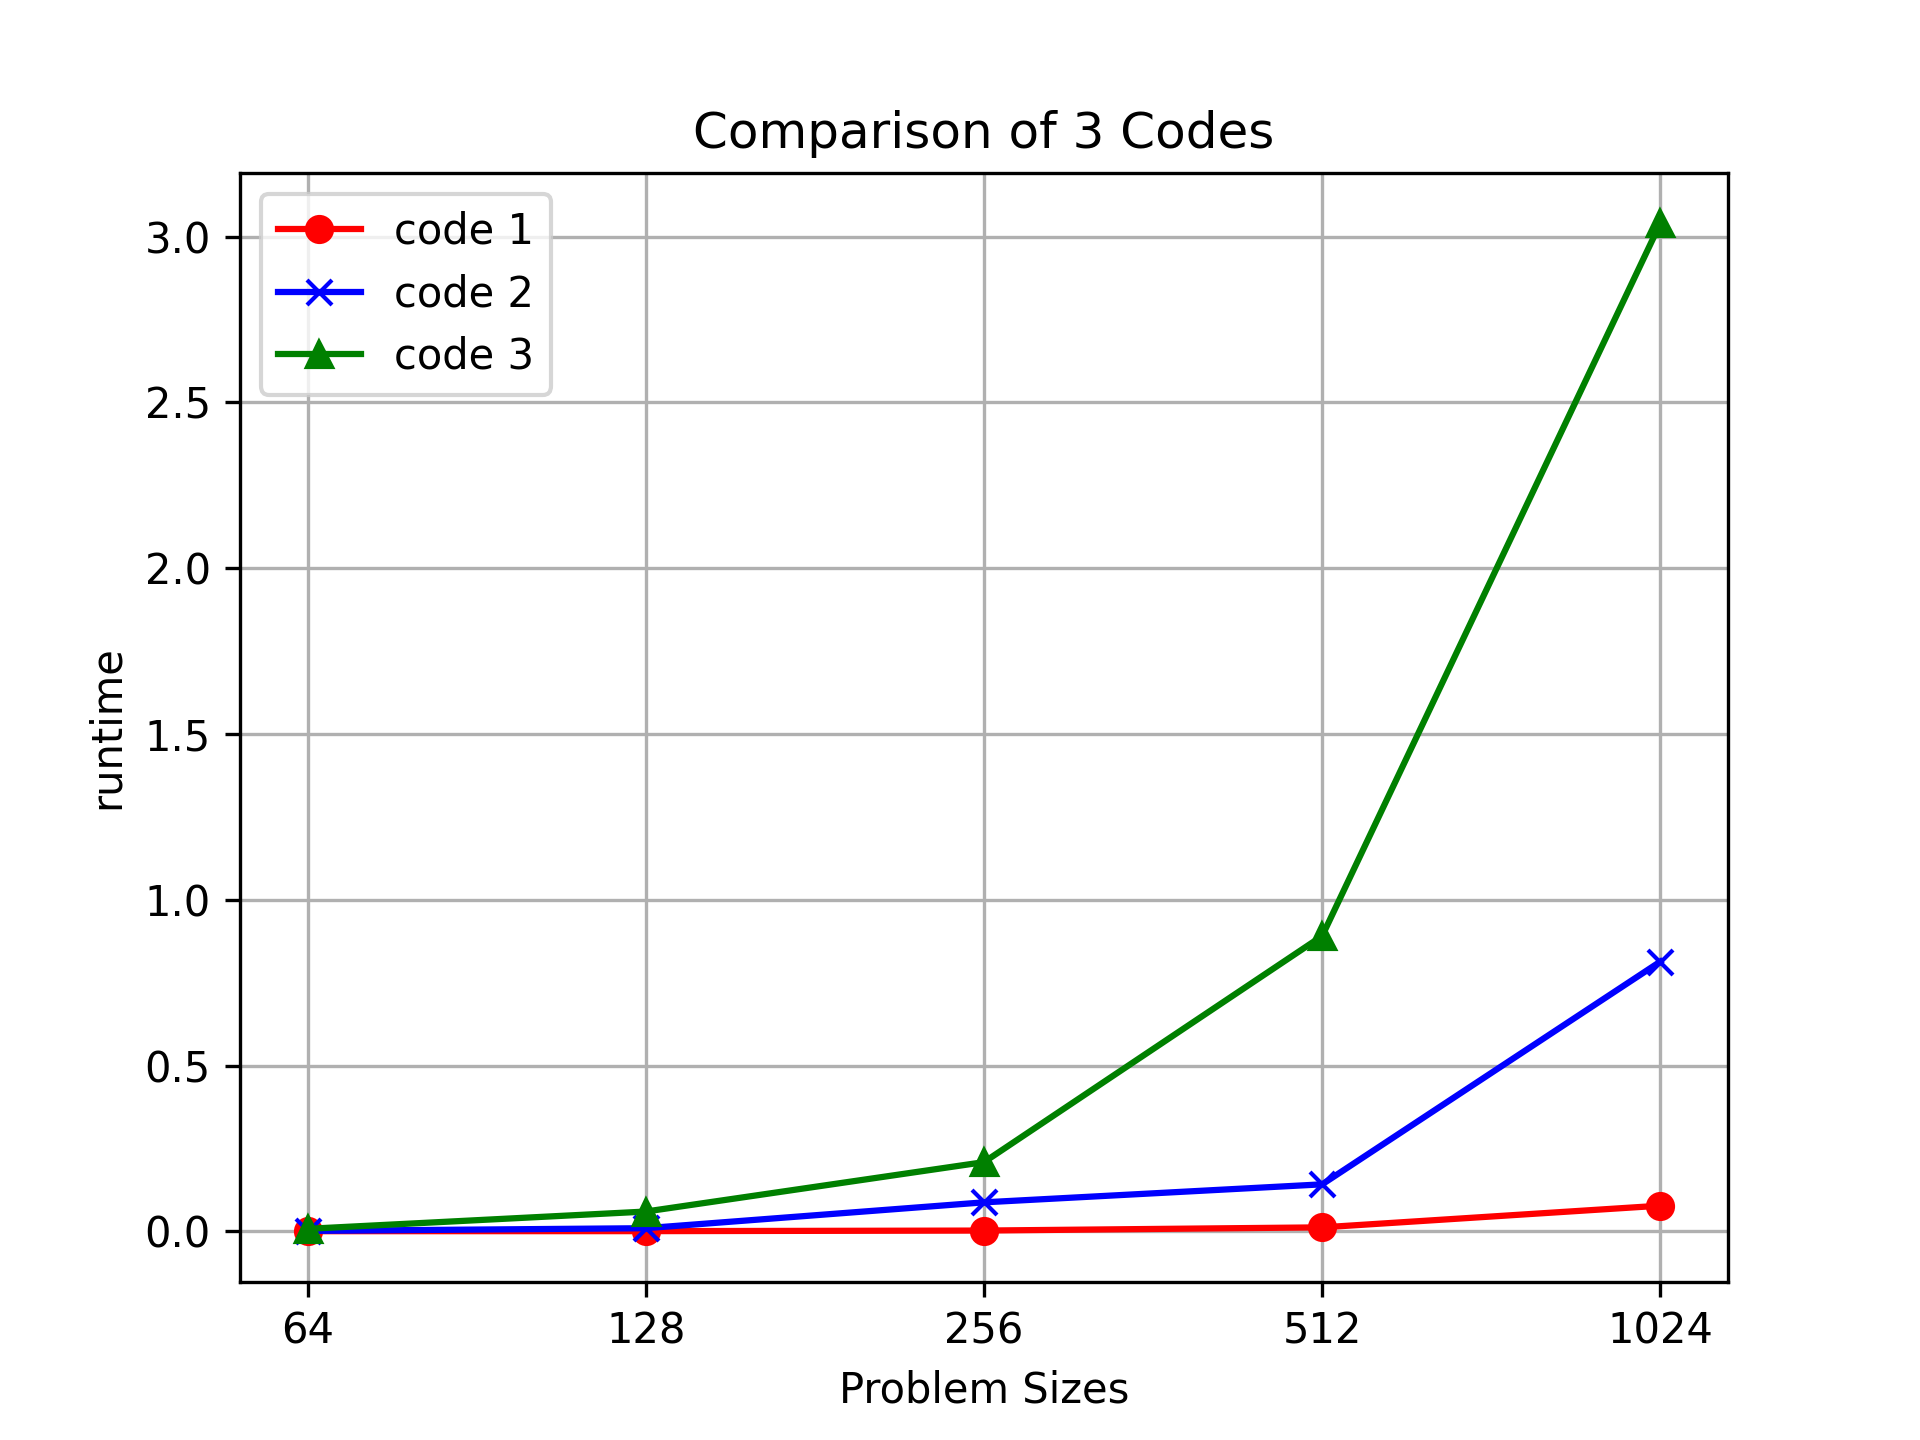 Comparison of 3 Codes
code 1
code 2
code 3
3.0
2.5
2.0
1.5
1.0
0.5
0.0
runtime
64 128 256 512 1024
Problem Sizes